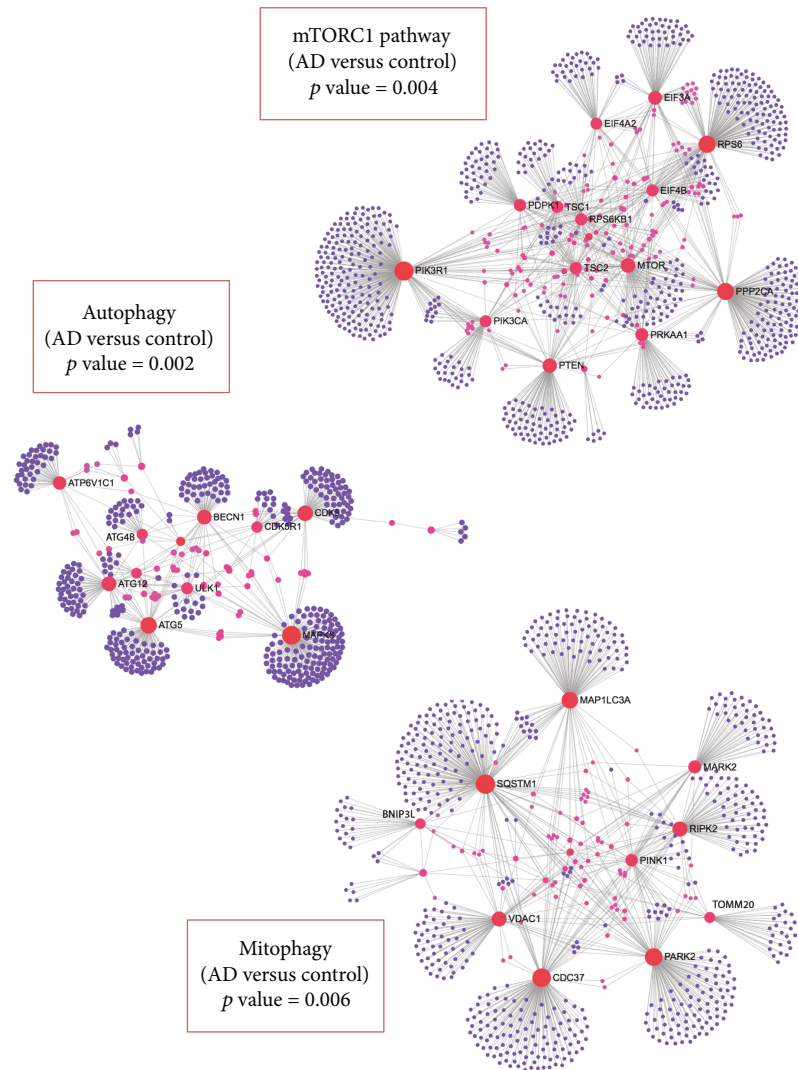 mTORC1 pathway
(AD versus control)
p value = 0.004
EIF3A
EIF4A2
RPS6
EIF4B
PDPK1
TSC1
RPS6KB1
PIK3R1
TSC2
MTOR
PPP2CA
PIK3CA
PRKAA1
PTEN
Autophagy
(AD versus control)
p value = 0.002
ATP6V1C1
BECN1
CDK5
CDK5R1
ATG4B
ATG12
ULK1
ATG5
MAPK8
MAP1LC3A
MARK2
SQSTM1
BNIP3L
RIPK2
PINK1
TOMM20
VDAC1
PARK2
CDC37
Mitophagy
(AD versus control)
p value = 0.006